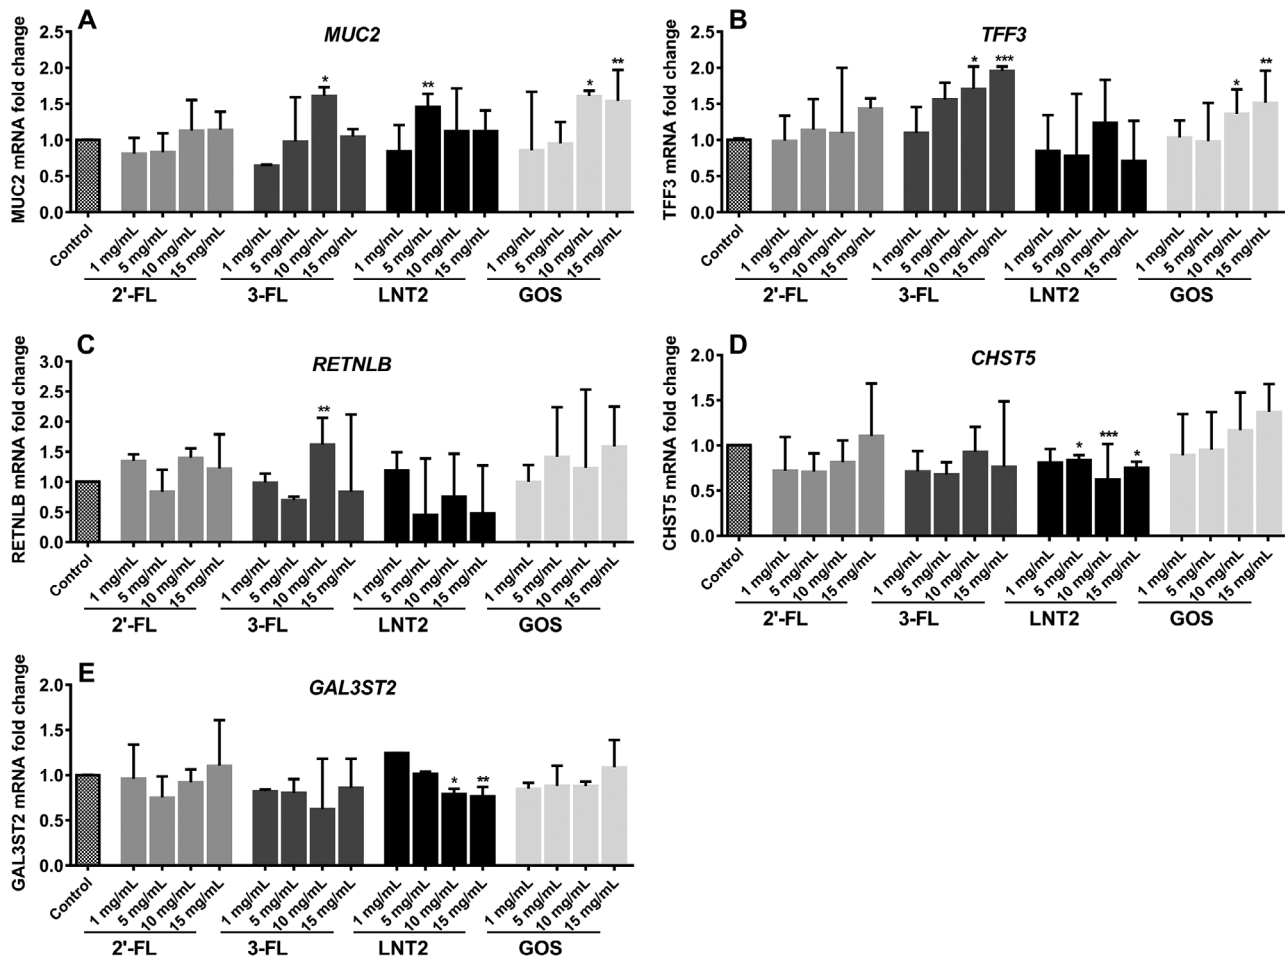 A
MUC2
MUC2 mRNA fold change
2.5
2.0
1.5
1.0
0.5
0.0
* ** * **
Control 1 mg/mL 5 mg/mL 10 mg/mL 15 mg/mL 1 mg/mL 5 mg/mL 10 mg/mL 15 mg/mL 1 mg/mL 5 mg/mL 10 mg/mL 15 mg/mL 1 mg/mL 5 mg/mL 10 mg/mL 15 mg/mL
2'-FL 3-FL LNT2 GOS
B
TFF3
TFF3 mRNA fold change
2.5
2.0
1.5
1.0
0.5
0.0
* *** * **
Control 1 mg/mL 5 mg/mL 10 mg/mL 15 mg/mL 1 mg/mL 5 mg/mL 10 mg/mL 15 mg/mL 1 mg/mL 5 mg/mL 10 mg/mL 15 mg/mL 1 mg/mL 5 mg/mL 10 mg/mL 15 mg/mL
2'-FL 3-FL LNT2 GOS
C
RETNLB
RETNLB mRNA fold change
3.0
2.5
2.0
1.5
1.0
0.5
0.0
**
Control 1 mg/mL 5 mg/mL 10 mg/mL 15 mg/mL 1 mg/mL 5 mg/mL 10 mg/mL 15 mg/mL 1 mg/mL 5 mg/mL 10 mg/mL 15 mg/mL 1 mg/mL 5 mg/mL 10 mg/mL 15 mg/mL
2'-FL 3-FL LNT2 GOS
D
CHST5
CHST5 mRNA fold change
2.0
1.5
1.0
0.5
0.0
* *** *
Control 1 mg/mL 5 mg/mL 10 mg/mL 15 mg/mL 1 mg/mL 5 mg/mL 10 mg/mL 15 mg/mL 1 mg/mL 5 mg/mL 10 mg/mL 15 mg/mL 1 mg/mL 5 mg/mL 10 mg/mL 15 mg/mL
2'-FL 3-FL LNT2 GOS
E
GAL3ST2
GAL3ST2 mRNA fold change
2.0
1.5
1.0
0.5
0.0
* **
Control 1 mg/mL 5 mg/mL 10 mg/mL 15 mg/mL 1 mg/mL 5 mg/mL 10 mg/mL 15 mg/mL 1 mg/mL 5 mg/mL 10 mg/mL 15 mg/mL 1 mg/mL 5 mg/mL 10 mg/mL 15 mg/mL
2'-FL 3-FL LNT2 GOS